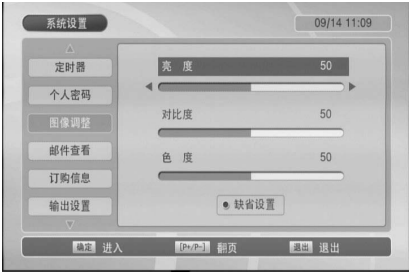 系统设置
09/14 11:09
定时器
个人密码
图像调整
邮件查看
订购信息
输出设置
亮 度 50
对比度 50
色 度 50
缺省设置
确定 进入 [P+/P-] 翻页 退出 退出